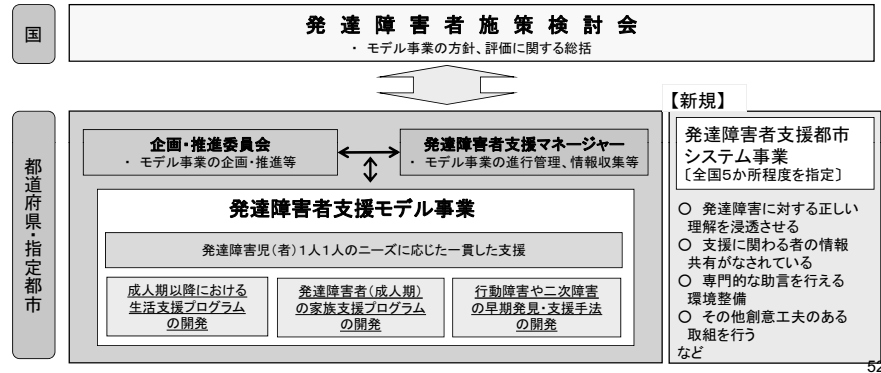 国
発達障害者施策検討会
・ モデル事業の方針、評価に関する総括
【新規】
都道府県・指定都市
企画・推進委員会
・ モデル事業の企画・推進等
発達障害者支援マネージャー
・ モデル事業の進行管理、情報収集等
発達障害者支援モデル事業
発達障害児（者）１人１人のニーズに応じた一貫した支援
成人期以降における
生活支援プログラム
の開発
発達障害者（成人期）
の家族支援プログラム
の開発
行動障害や二次障害
の早期発見・支援手法
の開発
発達障害者支援都市
システム事業
〔全国５か所程度を指定〕
○ 発達障害に対する正しい
理解を浸透させる
○ 支援に関わる者の情報
共有がなされている
○ 専門的な助言を行える
環境整備
○ その他創意工夫のある
取組を行う
など
52